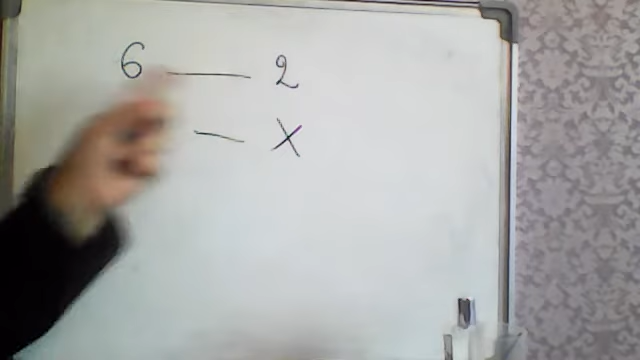 6 — 2
— X